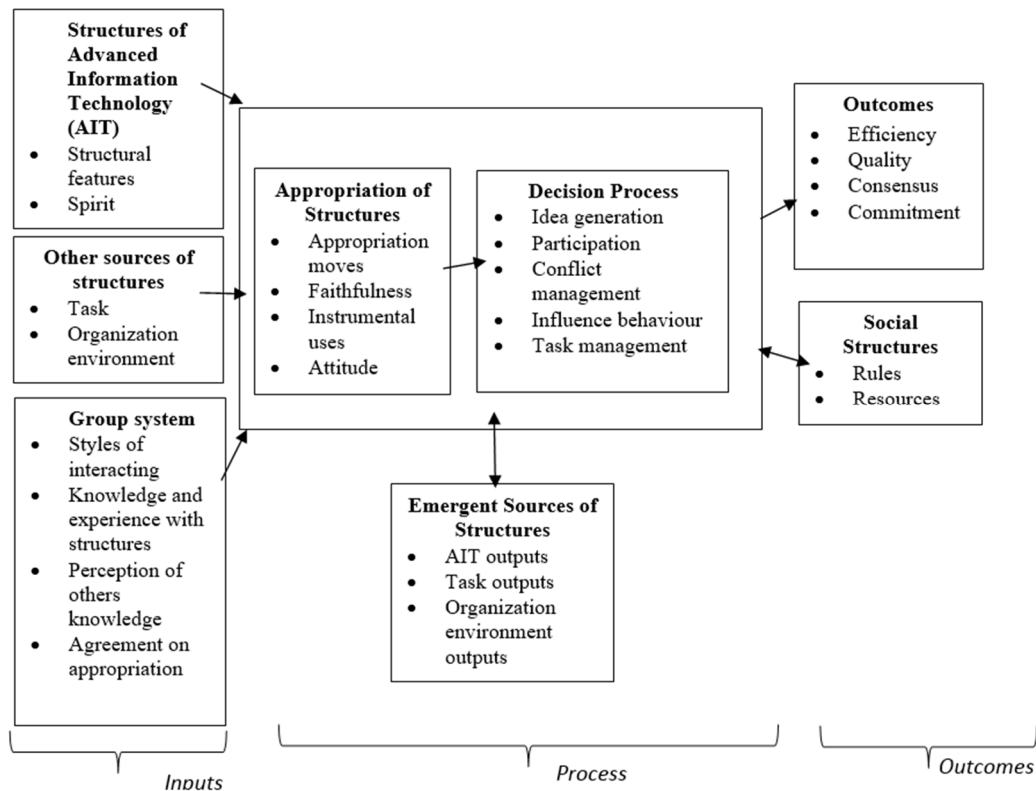 Structures of
Advanced
Information
Technology
(AIT)
• Structural
features
• Spirit
Other sources of
structures
• Task
• Organization
environment
Group system
• Styles of
interacting
• Knowledge and
experience with
structures
• Perception of
others
knowledge
• Agreement on
appropriation
Appropriation of
Structures
• Appropriation
moves
• Faithfulness
• Instrumental
uses
• Attitude
Decision Process
• Idea generation
• Participation
• Conflict
management
• Influence behaviour
• Task management
Emergent Sources of
Structures
• AIT outputs
• Task outputs
• Organization
environment
outputs
Outcomes
• Efficiency
• Quality
• Consensus
• Commitment
Social
Structures
• Rules
• Resources
Inputs
Process
Outcomes